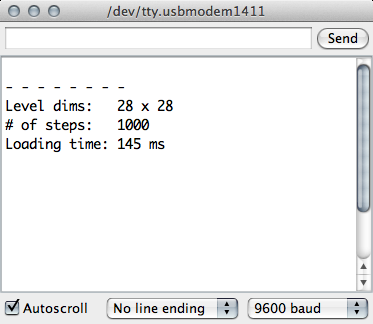 /dev/tty.usbmodem1411
Send
- - - - - - - -
Level dims:   28 x 28
# of steps:   1000
Loading time: 145 ms
Autoscroll
No line ending
9600 baud